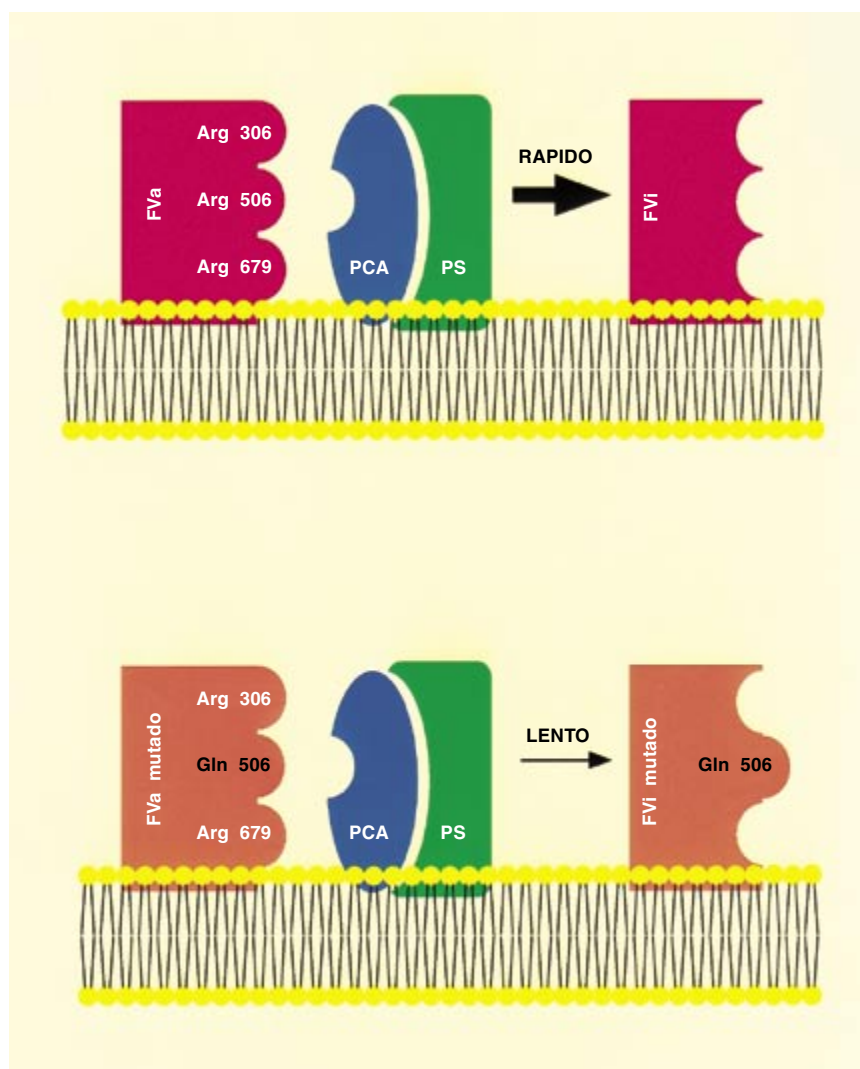 Arg 306
FVa
Arg 506
Arg 679
PCA
PS
RAPIDO
FVi
Arg 306
FVa mutado
Gln 506
Arg 679
PCA
PS
LENTO
FVi mutado
Gln 506